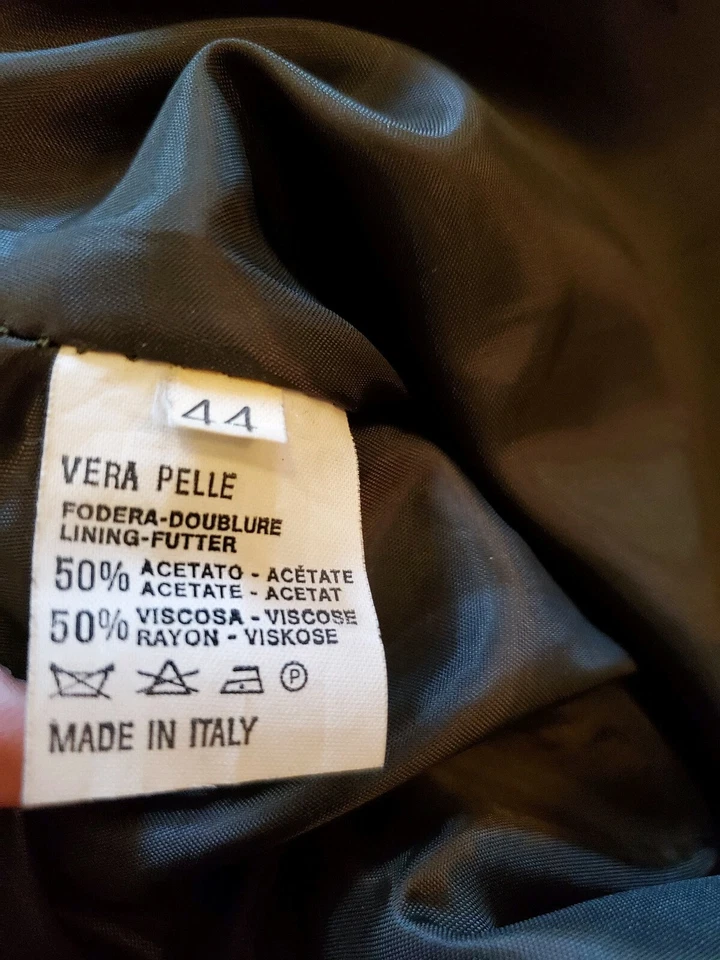 44
VERA PELLE
FODERA-DOUBLURE
LINING-FUTTER
50% ACETATO - ACÉTATE
ACETATE - ACETAT
50% VISCOSA - VISCOSE
RAYON - VISKOSE
P
MADE IN ITALY